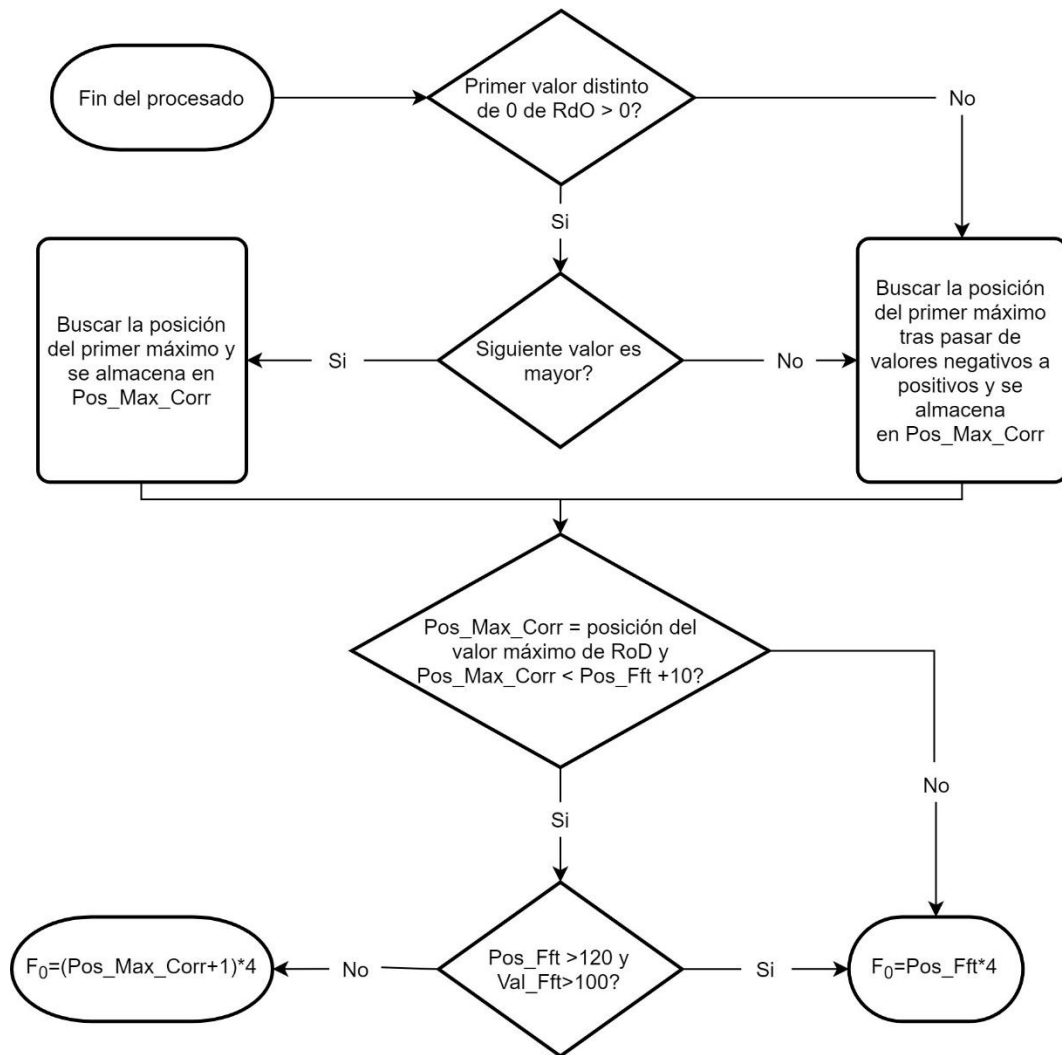 Fin del procesado
Primer valor distinto
de 0 de RdO > 0?
No
Si
Buscar la posición
del primer máximo y
se almacena en
Pos_Max_Corr
Si
Siguiente valor es
mayor?
No
Buscar la posición
del primer máximo
tras pasar de
valores negativos a
positivos y se
almacena
en Pos_Max_Corr
Pos_Max_Corr = posición del
valor máximo de RoD y
Pos_Max_Corr < Pos_Fft +10?
No
Si
F₀=(Pos_Max_Corr+1)*4
No
Pos_Fft >120 y
Val_Fft>100?
Si
F₀=Pos_Fft*4